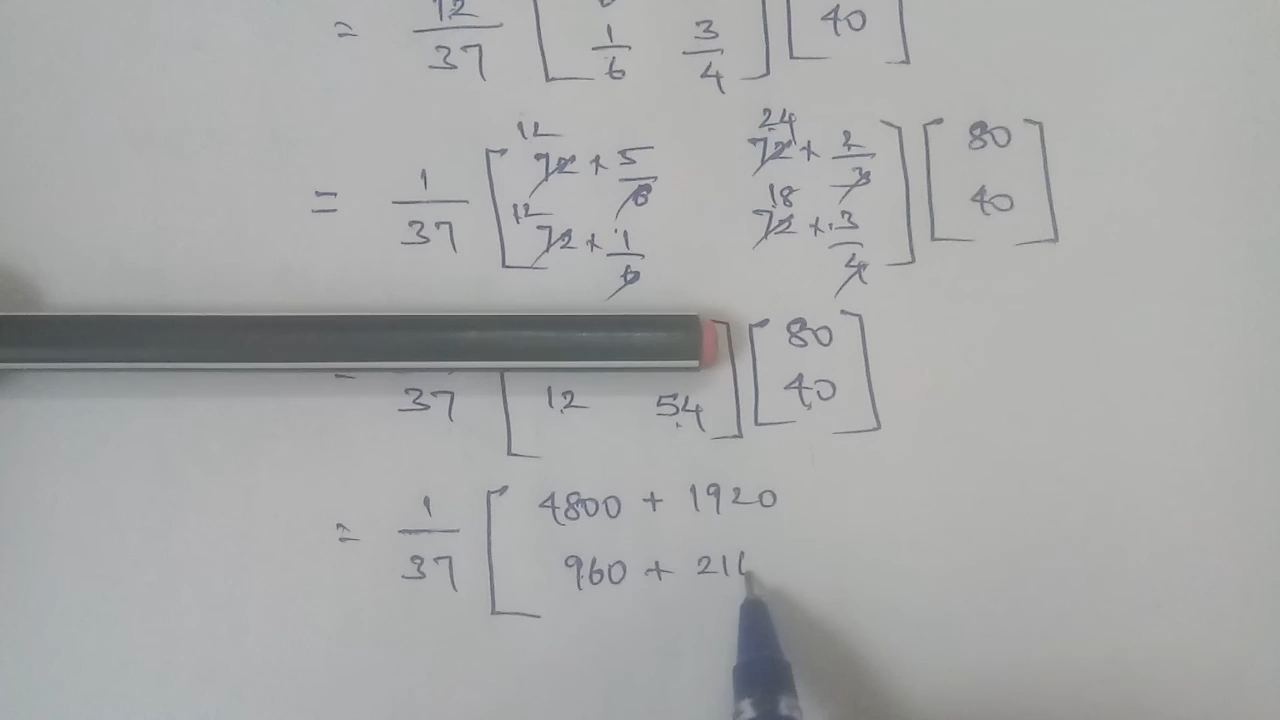 = 72/37 [ 1/6 3/4 ] [ 40 ]
= 1/37 [ 12 72 × 5/6 24 72 × 2/3
12 72 × 1/6 18 72 × 3/4 ] [ 80 40 ]
= 37 [ 12 54 ] [ 80 40 ]
= 1/37 [ 4800 + 1920
960 + 216